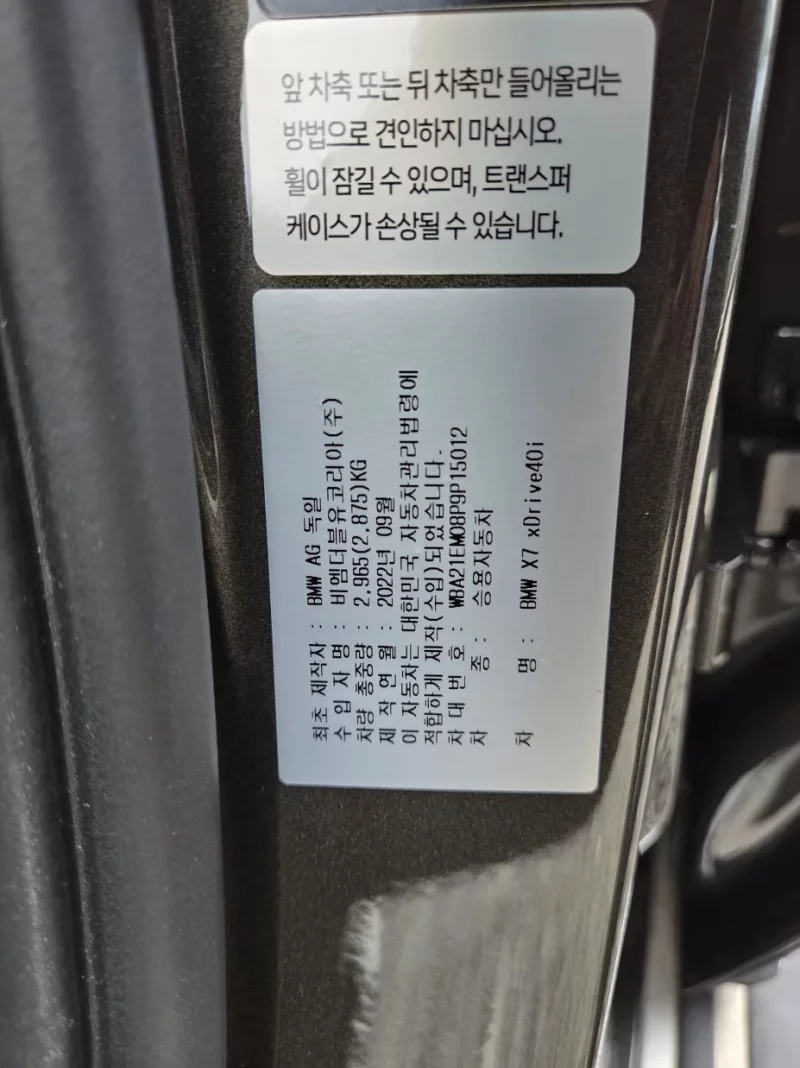 앞 차축 또는 뒤 차축만 들어올리는
방법으로 견인하지 마십시오.
휠이 잠길 수 있으며, 트랜스퍼
케이스가 손상될 수 있습니다.
최초 제작자 : BMW AG 독일
수 입 자 명 : 비엠더블유코리아(주)
차량 총중량 : 2,965(2,875)KG
제 작 연 월 : 2022년 09월
이 자동차는 대한민국 자동차관리법령에
적합하게 제작(수입)되었습니다.
차 대 번 호 : WBA21EM08P9P15012
차 종 : 승용자동차
차 명 : BMW X7 xDrive40i